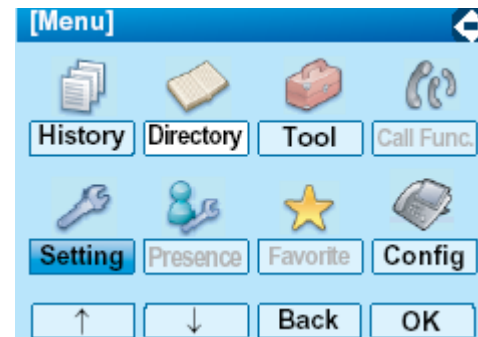 [Menu]
History Directory Tool Call Func.
Setting Presence Favorite Config
↑ ↓ Back OK